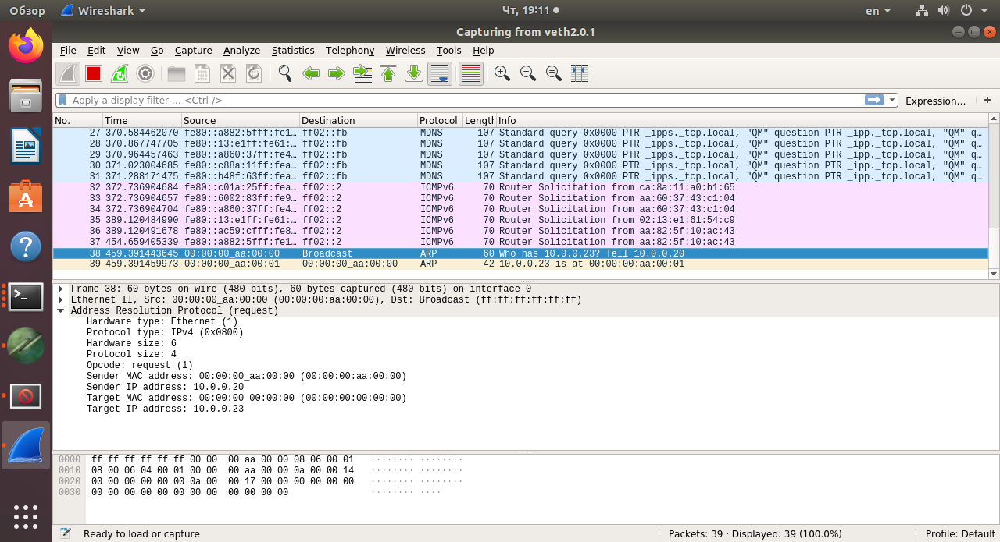 Обзор Wireshark Чт, 19:11 en
Capturing from veth2.0.1
File Edit View Go Capture Analyze Statistics Telephony Wireless Tools Help
Apply a display filter ... <Ctrl-/> Expression... +
No. Time Source Destination Protocol Length Info
27 370.584462070 fe80::a882:5fff:fe1... ff02::fb MDNS 107 Standard query 0x0000 PTR _ipps._tcp.local, "QM" question PTR _ipp._tcp.local, "QM" q...
28 370.867747705 fe80::13:e1ff:fe61:... ff02::fb MDNS 107 Standard query 0x0000 PTR _ipps._tcp.local, "QM" question PTR _ipp._tcp.local, "QM" q...
29 370.964457463 fe80::a860:37ff:fe4... ff02::fb MDNS 107 Standard query 0x0000 PTR _ipps._tcp.local, "QM" question PTR _ipp._tcp.local, "QM" q...
30 371.023004685 fe80::c88a:11ff:fea... ff02::fb MDNS 107 Standard query 0x0000 PTR _ipps._tcp.local, "QM" question PTR _ipp._tcp.local, "QM" q...
31 371.288171475 fe80::b48f:63ff:fea... ff02::fb MDNS 107 Standard query 0x0000 PTR _ipps._tcp.local, "QM" question PTR _ipp._tcp.local, "QM" q...
32 372.736904684 fe80::c01a:25ff:fea... ff02::2 ICMPv6 70 Router Solicitation from ca:8a:11:a0:b1:65
33 372.736904657 fe80::6002:83ff:fe9... ff02::2 ICMPv6 70 Router Solicitation from aa:60:37:43:c1:04
34 372.736904704 fe80::a860:37ff:fe4... ff02::2 ICMPv6 70 Router Solicitation from aa:60:37:43:c1:04
35 389.120484990 fe80::13:e1ff:fe61:... ff02::2 ICMPv6 70 Router Solicitation from 02:13:e1:61:54:c9
36 389.120491678 fe80::ac59:cfff:fe8... ff02::2 ICMPv6 70 Router Solicitation from aa:82:5f:10:ac:43
37 454.659405339 fe80::a882:5fff:fe1... ff02::2 ICMPv6 70 Router Solicitation from aa:82:5f:10:ac:43
38 459.391443645 00:00:00_aa:00:00 Broadcast ARP 60 Who has 10.0.0.23? Tell 10.0.0.20
39 459.391459973 00:00:00_aa:00:01 00:00:00_aa:00:00 ARP 42 10.0.0.23 is at 00:00:00:aa:00:01
Frame 38: 60 bytes on wire (480 bits), 60 bytes captured (480 bits) on interface 0
Ethernet II, Src: 00:00:00_aa:00:00 (00:00:00:aa:00:00), Dst: Broadcast (ff:ff:ff:ff:ff:ff)
Address Resolution Protocol (request)
Hardware type: Ethernet (1)
Protocol type: IPv4 (0x0800)
Hardware size: 6
Protocol size: 4
Opcode: request (1)
Sender MAC address: 00:00:00_aa:00:00 (00:00:00:aa:00:00)
Sender IP address: 10.0.0.20
Target MAC address: 00:00:00_00:00:00 (00:00:00:00:00:00)
Target IP address: 10.0.0.23
0000 ff ff ff ff ff ff 00 00 00 aa 00 00 08 06 00 01 ········ ········
0010 08 00 06 04 00 01 00 00 00 aa 00 00 0a 00 00 14 ········ ········
0020 00 00 00 00 00 00 0a 00 00 17 00 00 00 00 00 00 ········ ········
0030 00 00 00 00 00 00 00 00 00 00 00 00 ········ ····
Ready to load or capture Packets: 39 · Displayed: 39 (100.0%) Profile: Default